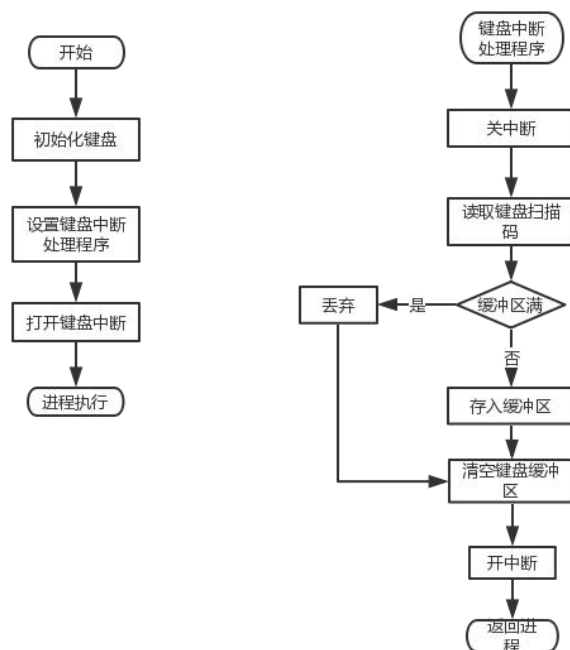 开始
初始化键盘
设置键盘中断
处理程序
打开键盘中断
进程执行
键盘中断
处理程序
关中断
读取键盘扫描
码
缓冲区满
是
丢弃
否
存入缓冲区
清空键盘缓冲
区
开中断
返回进
程